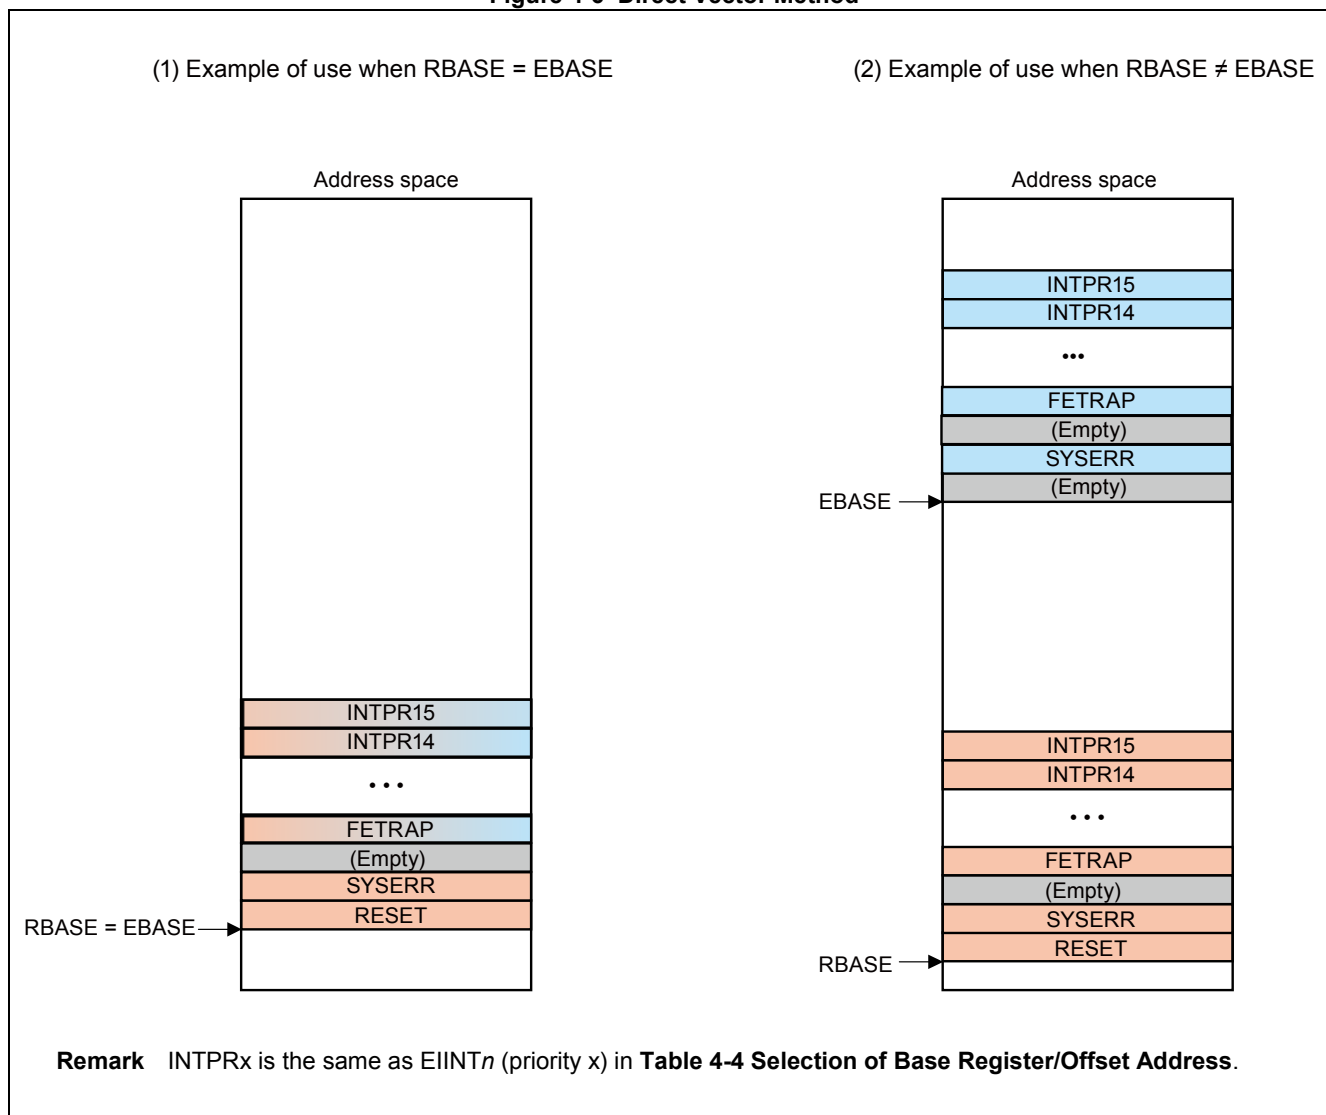 Figure 4-3 Direct Vector Method
(1) Example of use when RBASE = EBASE
Address space
INTPR15
INTPR14
...
FETRAP
(Empty)
SYSERR
RESET
RBASE = EBASE
(2) Example of use when RBASE ≠ EBASE
Address space
INTPR15
INTPR14
...
FETRAP
(Empty)
SYSERR
(Empty)
EBASE
INTPR15
INTPR14
...
FETRAP
(Empty)
SYSERR
RESET
RBASE
Remark INTPRx is the same as EIINTn (priority x) in Table 4-4 Selection of Base Register/Offset Address.